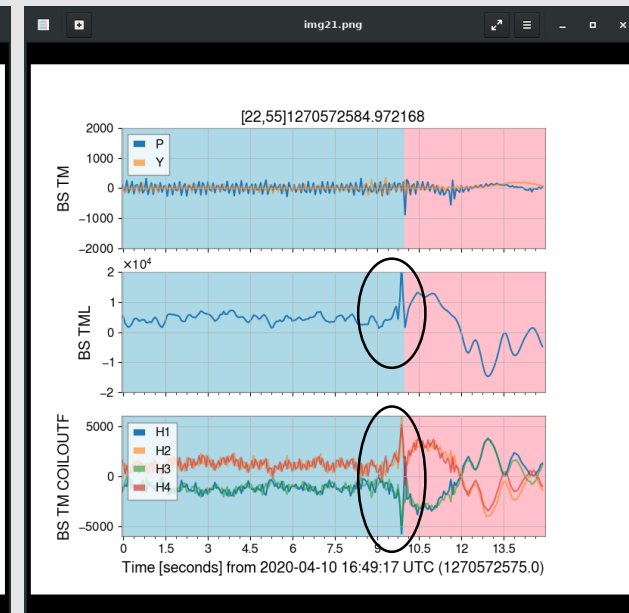 img21.png
[22,55]1270572584.972168
BS TM
2000
1000
0
−1000
−2000
P
Y
×10⁴
BS TML
2
1
0
−1
−2
BS TM COILOUTF
5000
0
−5000
H1
H2
H3
H4
0 1.5 3 4.5 6 7.5 9 10.5 12 13.5
Time [seconds] from 2020-04-10 16:49:17 UTC (1270572575.0)